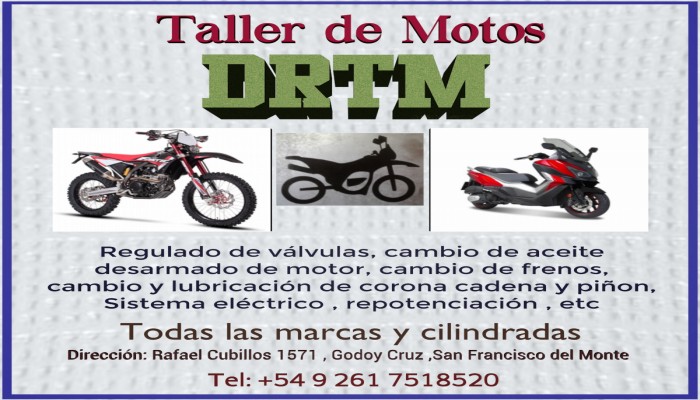 Taller de Motos
DRTM
Regulado de válvulas, cambio de aceite
desarmado de motor, cambio de frenos,
cambio y lubricación de corona cadena y piñon,
Sistema eléctrico , repotenciación , etc
Todas las marcas y cilindradas
Dirección: Rafael Cubillos 1571 , Godoy Cruz ,San Francisco del Monte
Tel: +54 9 261 7518520